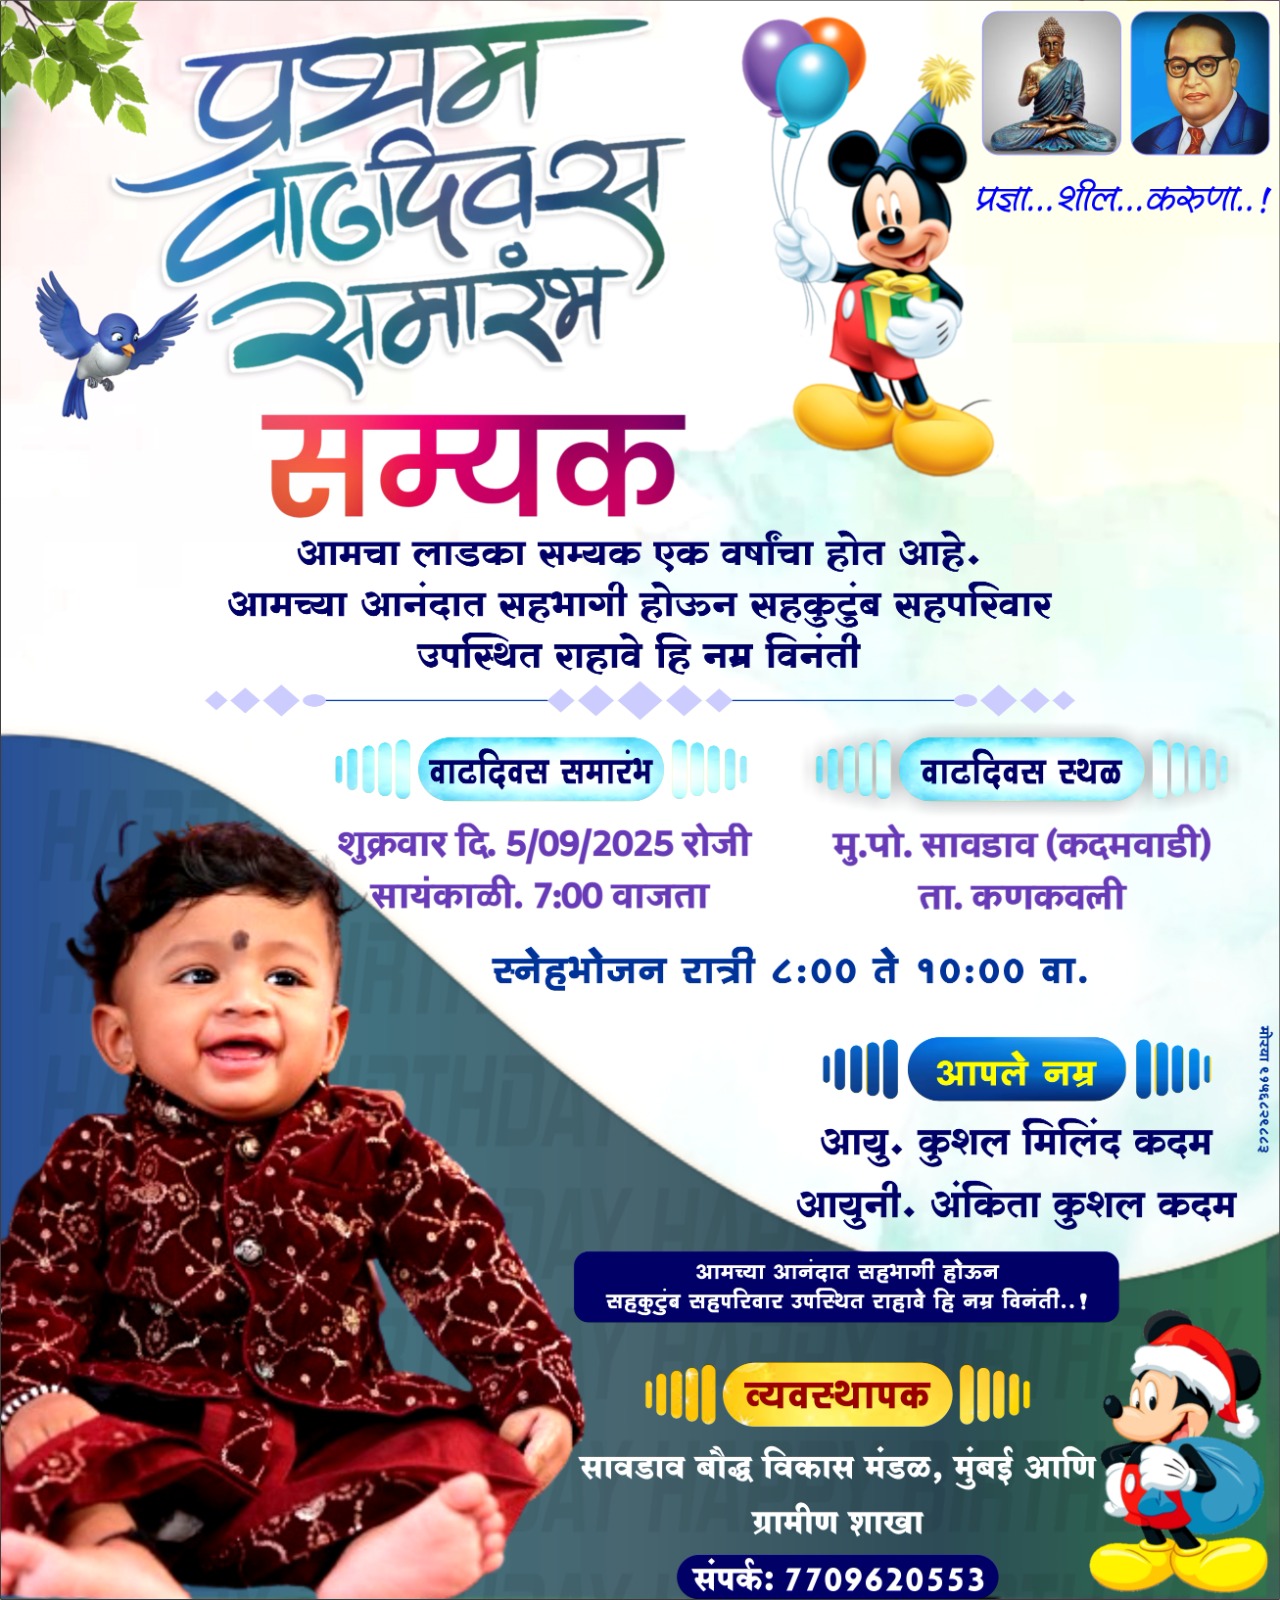 प्रथम
वाढदिवस
समारंभ
प्रज्ञा...शील...करुणा..!
सम्यक
आमचा लाडका सम्यक एक वर्षांचा होत आहे.
आमच्या आनंदात सहभागी होऊन सहकुटुंब सहपरिवार
उपस्थित राहावे हि नम्र विनंती
वाढदिवस समारंभ
शुक्रवार दि. 5/09/2025 रोजी
सायंकाळी. 7:00 वाजता
वाढदिवस स्थळ
मु.पो. सावडाव (कदमवाडी)
ता. कणकवली
स्नेहभोजन रात्री ८:०० ते १०:०० वा.
आपले नम्र
आयु. कुशल मिलिंद कदम
आयुनी. अंकिता कुशल कदम
आमच्या आनंदात सहभागी होऊन
सहकुटुंब सहपरिवार उपस्थित राहावे हि नम्र विनंती..!
व्यवस्थापक
सावडाव बौद्ध विकास मंडळ, मुंबई आणि
ग्रामीण शाखा
संपर्क: 7709620553